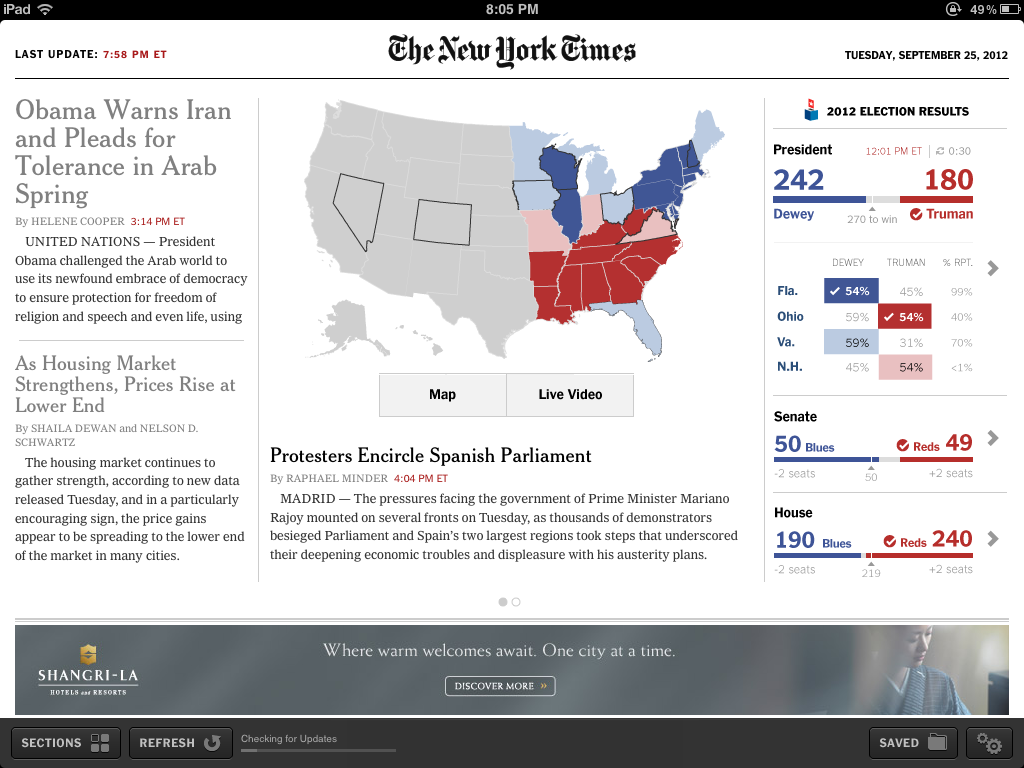 iPad
8:05 PM
49%
LAST UPDATE: 7:58 PM ET
The New York Times
TUESDAY, SEPTEMBER 25, 2012
Obama Warns Iran
and Pleads for
Tolerance in Arab
Spring
By HELENE COOPER 3:14 PM ET
UNITED NATIONS — President
Obama challenged the Arab world to
use its newfound embrace of democracy
to ensure protection for freedom of
religion and speech and even life, using
As Housing Market
Strengthens, Prices Rise at
Lower End
By SHAILA DEWAN and NELSON D.
SCHWARTZ
The housing market continues to
gather strength, according to new data
released Tuesday, and in a particularly
encouraging sign, the price gains
appear to be spreading to the lower end
of the market in many cities.
Map
Live Video
Protesters Encircle Spanish Parliament
By RAPHAEL MINDER 4:04 PM ET
MADRID — The pressures facing the government of Prime Minister Mariano
Rajoy mounted on several fronts on Tuesday, as thousands of demonstrators
besieged Parliament and Spain's two largest regions took steps that underscored
their deepening economic troubles and displeasure with his austerity plans.
2012 ELECTION RESULTS
President 12:01 PM ET 0:30
242 180
Dewey 270 to win Truman
DEWEY TRUMAN % RPT.
Fla. 54% 45% 99%
Ohio 59% 54% 40%
Va. 59% 31% 70%
N.H. 45% 54% <1%
Senate
50 Blues Reds 49
-2 seats 50 +2 seats
House
190 Blues Reds 240
-2 seats 219 +2 seats
SHANGRI-LA
HOTELS and RESORTS
Where warm welcomes await. One city at a time.
DISCOVER MORE »
SECTIONS
REFRESH
Checking for Updates
SAVED